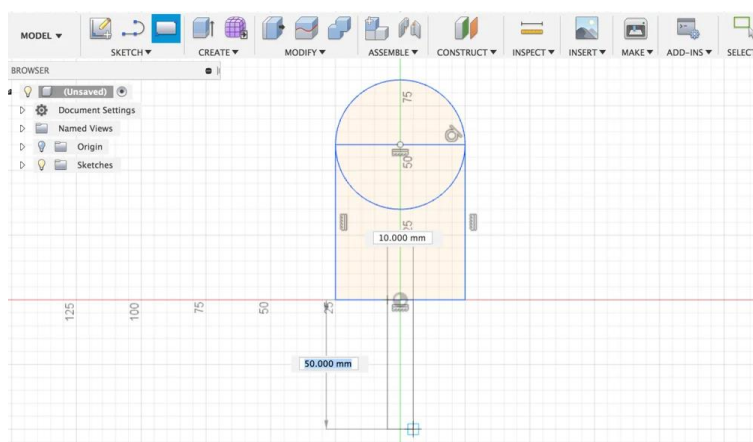 MODEL ▼
SKETCH ▼
CREATE ▼
MODIFY ▼
ASSEMBLE ▼
CONSTRUCT ▼
INSPECT ▼
INSERT ▼
MAKE ▼
ADD-INS ▼
SELECT
BROWSER
(Unsaved)
Document Settings
Named Views
Origin
Sketches
75
50
25
10.000 mm
125
100
75
50
25
50.000 mm